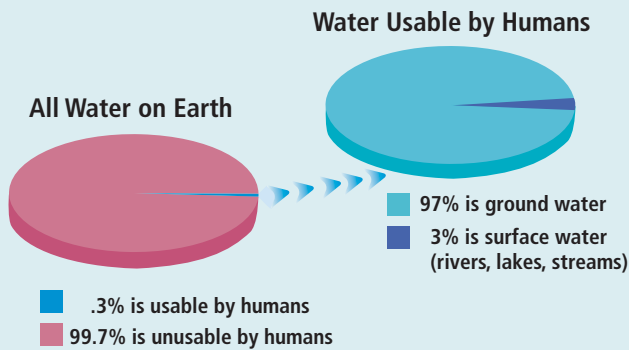 All Water on Earth
.3% is usable by humans
99.7% is unusable by humans
Water Usable by Humans
97% is ground water
3% is surface water
(rivers, lakes, streams)